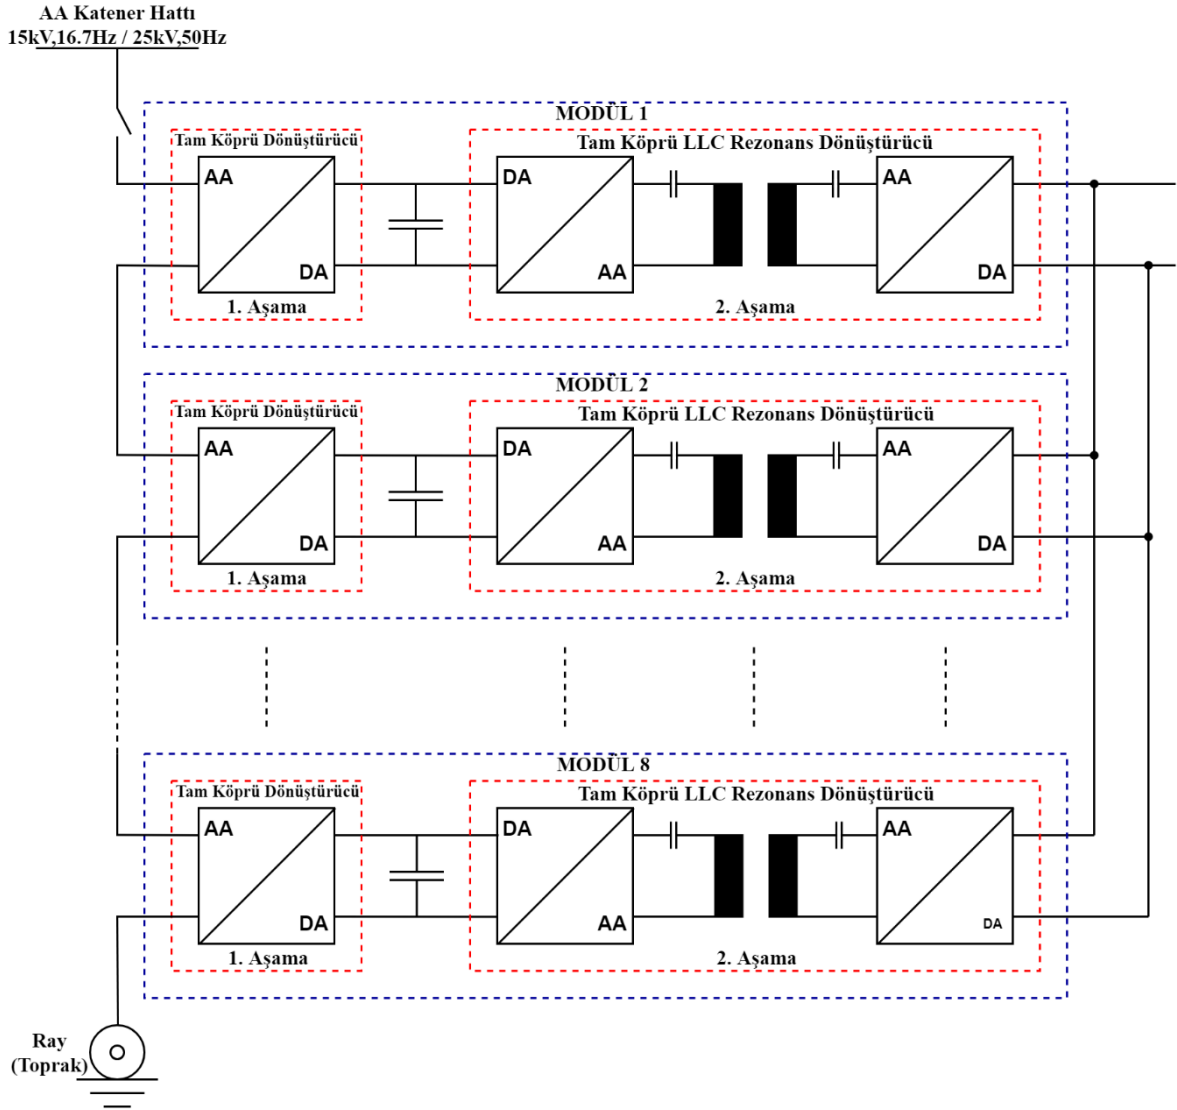 AA Katener Hattı
15kV,16.7Hz / 25kV,50Hz
MODÜL 1
Tam Köprü Dönüştürücü
Tam Köprü LLC Rezonans Dönüştürücü
AA
DA
DA
AA
AA
DA
1. Aşama
2. Aşama
MODÜL 2
Tam Köprü Dönüştürücü
Tam Köprü LLC Rezonans Dönüştürücü
AA
DA
DA
AA
AA
DA
1. Aşama
2. Aşama
MODÜL 8
Tam Köprü Dönüştürücü
Tam Köprü LLC Rezonans Dönüştürücü
AA
DA
DA
AA
AA
DA
1. Aşama
2. Aşama
Ray
(Toprak)